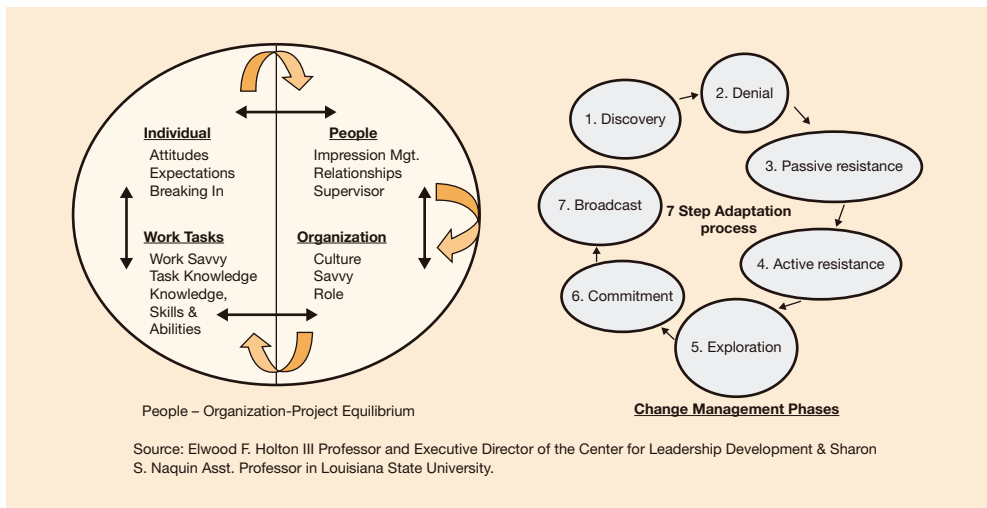 Individual
Attitudes
Expectations
Breaking In
People
Impression Mgt.
Relationships
Supervisor
Work Tasks
Work Savvy
Task Knowledge
Knowledge,
Skills &
Abilities
Organization
Culture
Savvy
Role
People – Organization-Project Equilibrium
1. Discovery
2. Denial
3. Passive resistance
4. Active resistance
5. Exploration
6. Commitment
7. Broadcast
7 Step Adaptation
process
Change Management Phases
Source: Elwood F. Holton III Professor and Executive Director of the Center for Leadership Development & Sharon
S. Naquin Asst. Professor in Louisiana State University.